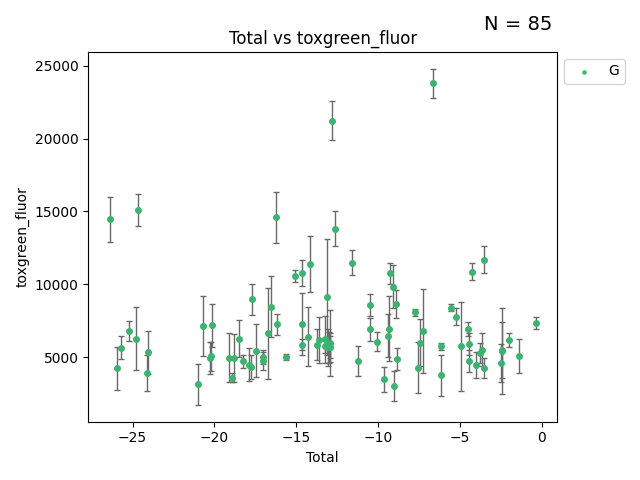 N = 85
Total vs toxgreen_fluor
G
toxgreen_fluor
25000
20000
15000
10000
5000
−25 −20 −15 −10 −5 0
Total